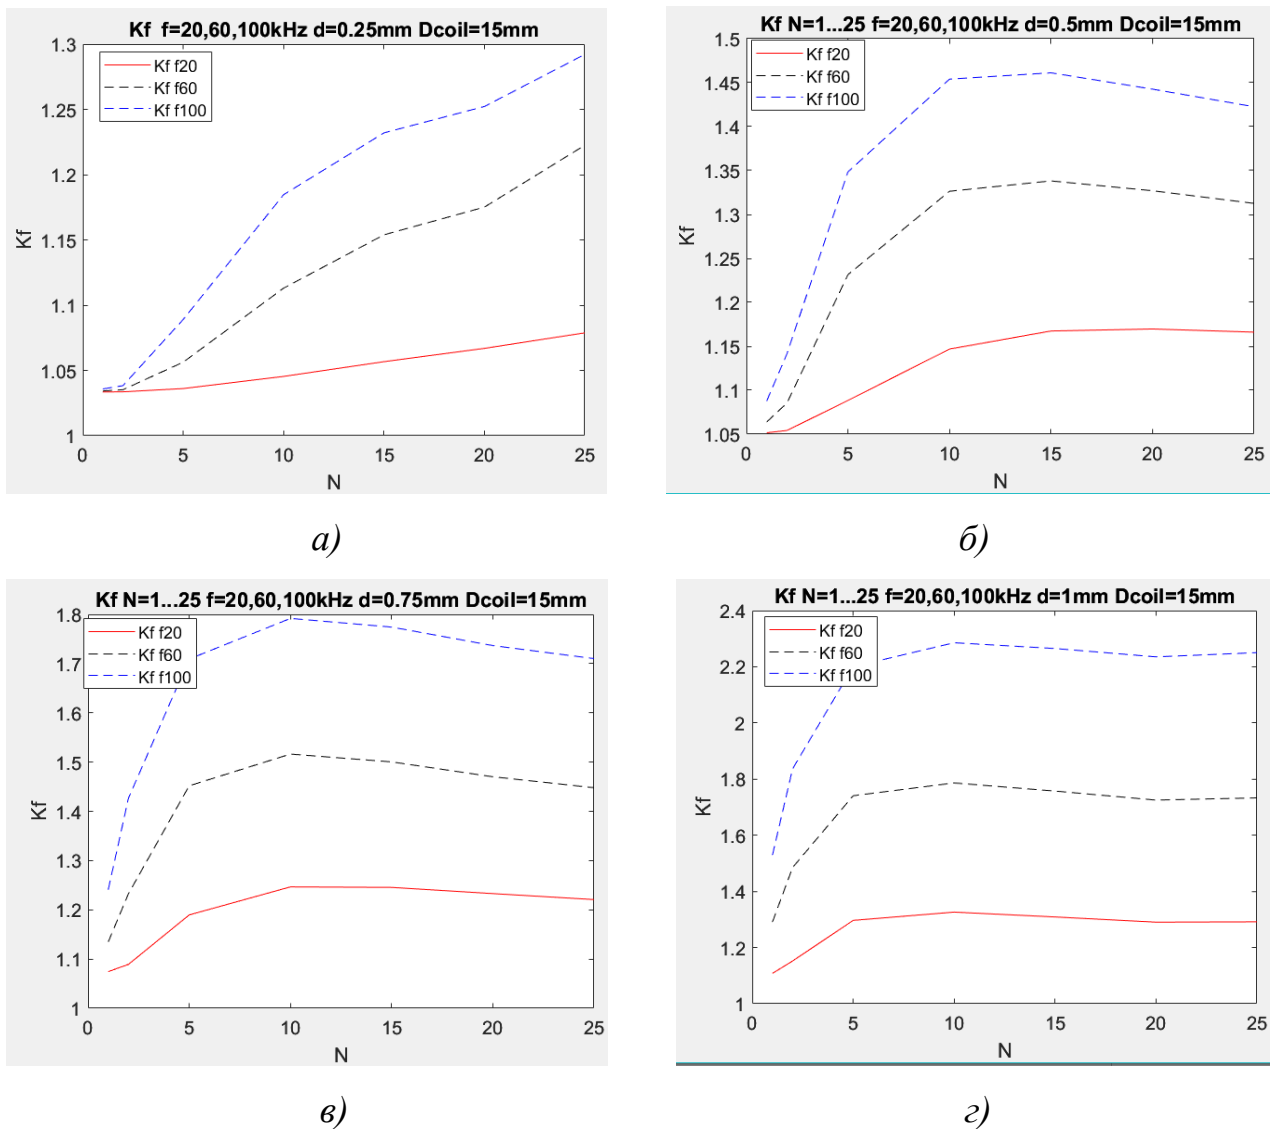 Kf f=20,60,100kHz d=0.25mm Dcoil=15mm
Kf f20
Kf f60
Kf f100
1.3
1.25
1.2
1.15
1.1
1.05
1
Kf
0 5 10 15 20 25
N
а)
Kf N=1...25 f=20,60,100kHz d=0.5mm Dcoil=15mm
Kf f20
Kf f60
Kf f100
1.5
1.45
1.4
1.35
1.3
1.25
1.2
1.15
1.1
1.05
Kf
0 5 10 15 20 25
N
б)
Kf N=1...25 f=20,60,100kHz d=0.75mm Dcoil=15mm
Kf f20
Kf f60
Kf f100
1.8
1.7
1.6
1.5
1.4
1.3
1.2
1.1
1
Kf
0 5 10 15 20 25
N
в)
Kf N=1...25 f=20,60,100kHz d=1mm Dcoil=15mm
Kf f20
Kf f60
Kf f100
2.4
2.2
2
1.8
1.6
1.4
1.2
1
Kf
0 5 10 15 20 25
N
г)